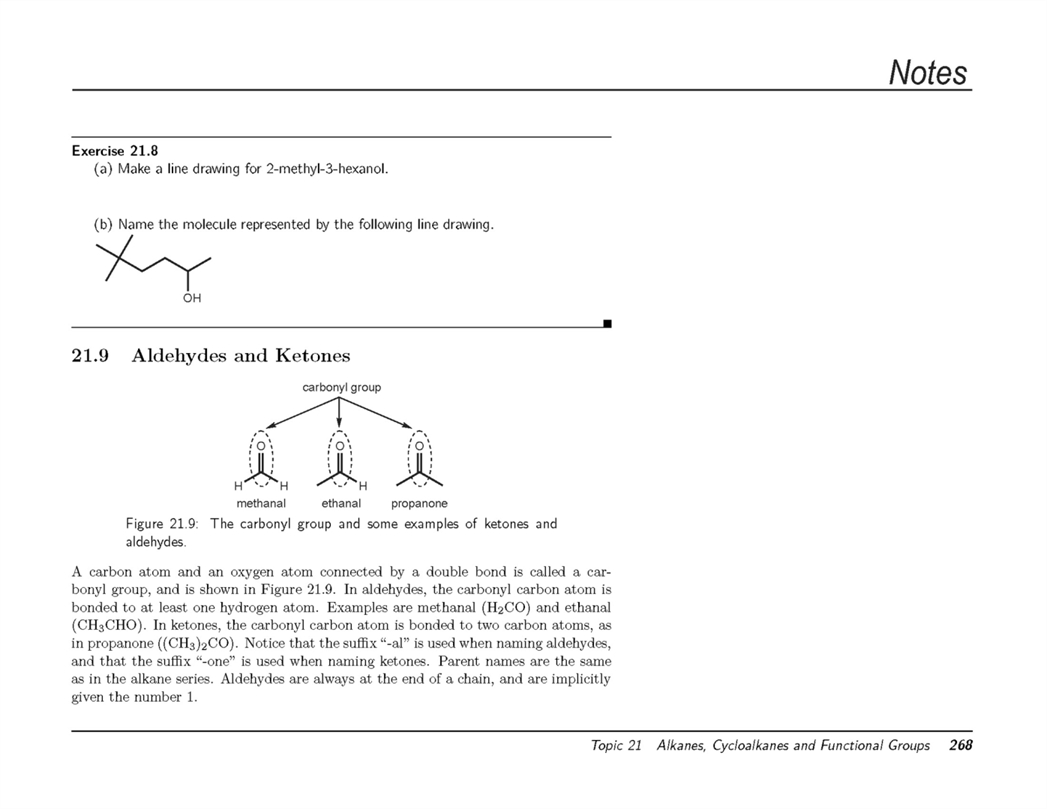 Notes
Exercise 21.8
(a) Make a line drawing for 2-methyl-3-hexanol.
(b) Name the molecule represented by the following line drawing.
OH
21.9 Aldehydes and Ketones
carbonyl group
O O O
H H H
methanal ethanal propanone
Figure 21.9: The carbonyl group and some examples of ketones and
aldehydes.
A carbon atom and an oxygen atom connected by a double bond is called a car-
bonyl group, and is shown in Figure 21.9. In aldehydes, the carbonyl carbon atom is
bonded to at least one hydrogen atom. Examples are methanal (H₂CO) and ethanal
(CH₃CHO). In ketones, the carbonyl carbon atom is bonded to two carbon atoms, as
in propanone ((CH₃)₂CO). Notice that the suffix “-al” is used when naming aldehydes,
and that the suffix “-one” is used when naming ketones. Parent names are the same
as in the alkane series. Aldehydes are always at the end of a chain, and are implicitly
given the number 1.
Topic 21 Alkanes, Cycloalkanes and Functional Groups 268